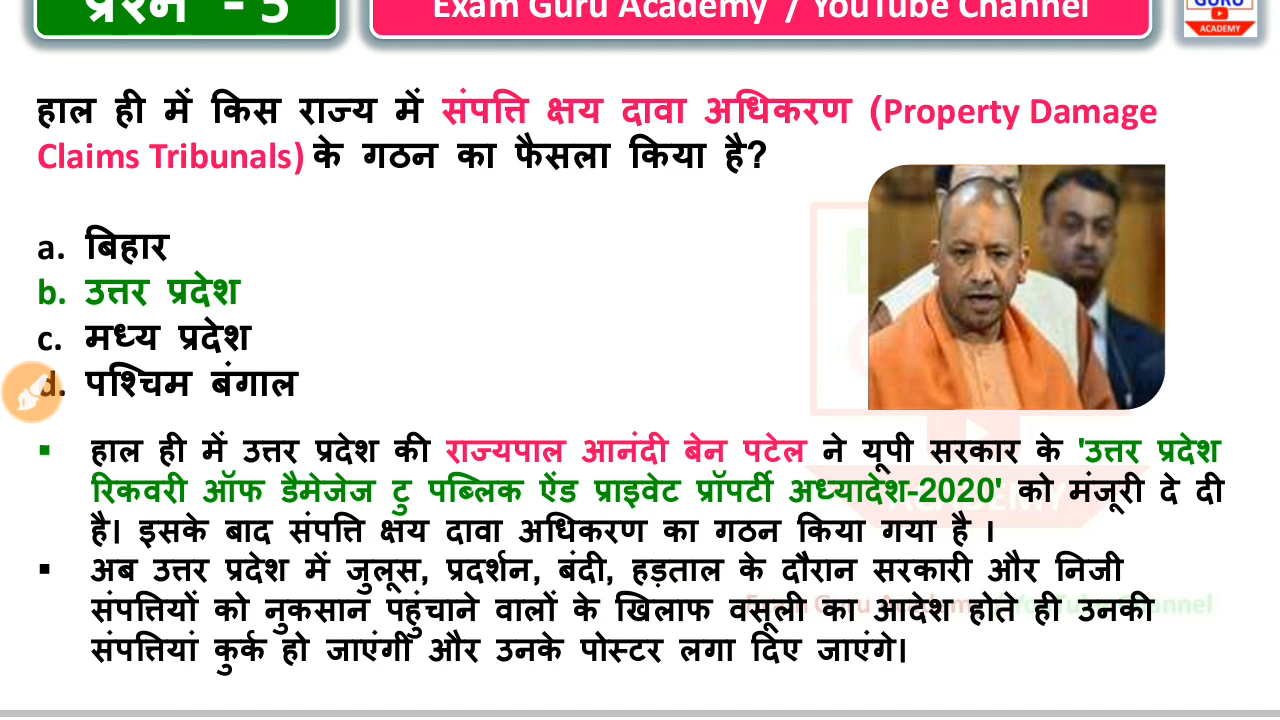 प्रश्न - 5
Exam Guru Academy / YouTube Channel
GURU
ACADEMY
हाल ही में किस राज्य में संपत्ति क्षय दावा अधिकरण (Property Damage
Claims Tribunals) के गठन का फैसला किया है?
a. बिहार
b. उत्तर प्रदेश
c. मध्य प्रदेश
d. पश्चिम बंगाल
▪ हाल ही में उत्तर प्रदेश की राज्यपाल आनंदी बेन पटेल ने यूपी सरकार के 'उत्तर प्रदेश
रिकवरी ऑफ डैमेजेज टु पब्लिक ऐंड प्राइवेट प्रॉपर्टी अध्यादेश-2020' को मंजूरी दे दी
है। इसके बाद संपत्ति क्षय दावा अधिकरण का गठन किया गया है ।
▪ अब उत्तर प्रदेश में जुलूस, प्रदर्शन, बंदी, हड़ताल के दौरान सरकारी और निजी
संपत्तियों को नुकसान पहुंचाने वालों के खिलाफ वसूली का आदेश होते ही उनकी
संपत्तियां कुर्क हो जाएंगी और उनके पोस्टर लगा दिए जाएंगे।